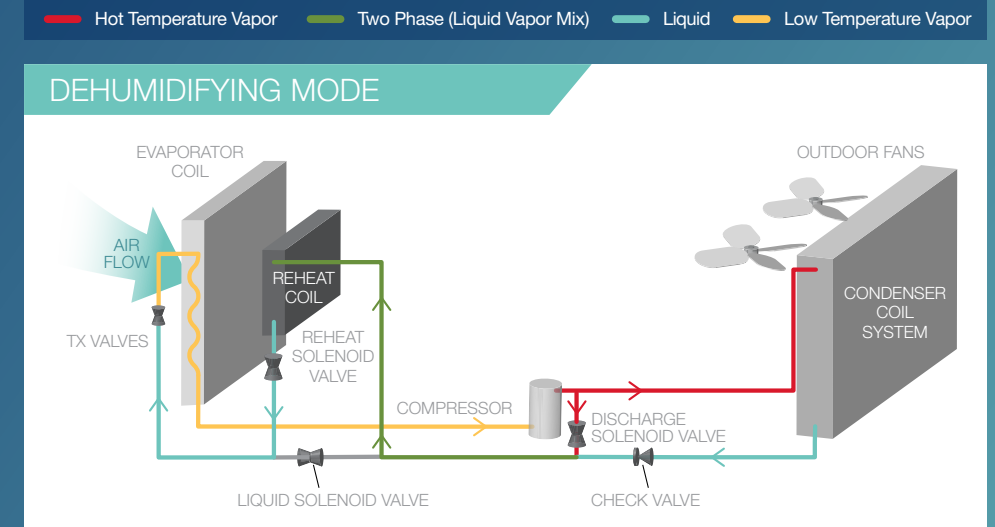 Hot Temperature Vapor
Two Phase (Liquid Vapor Mix)
Liquid
Low Temperature Vapor
DEHUMIDIFYING MODE
EVAPORATOR
COIL
OUTDOOR FANS
AIR
FLOW
REHEAT
COIL
CONDENSER
COIL
SYSTEM
TX VALVES
REHEAT
SOLENOID
VALVE
COMPRESSOR
DISCHARGE
SOLENOID VALVE
LIQUID SOLENOID VALVE
CHECK VALVE